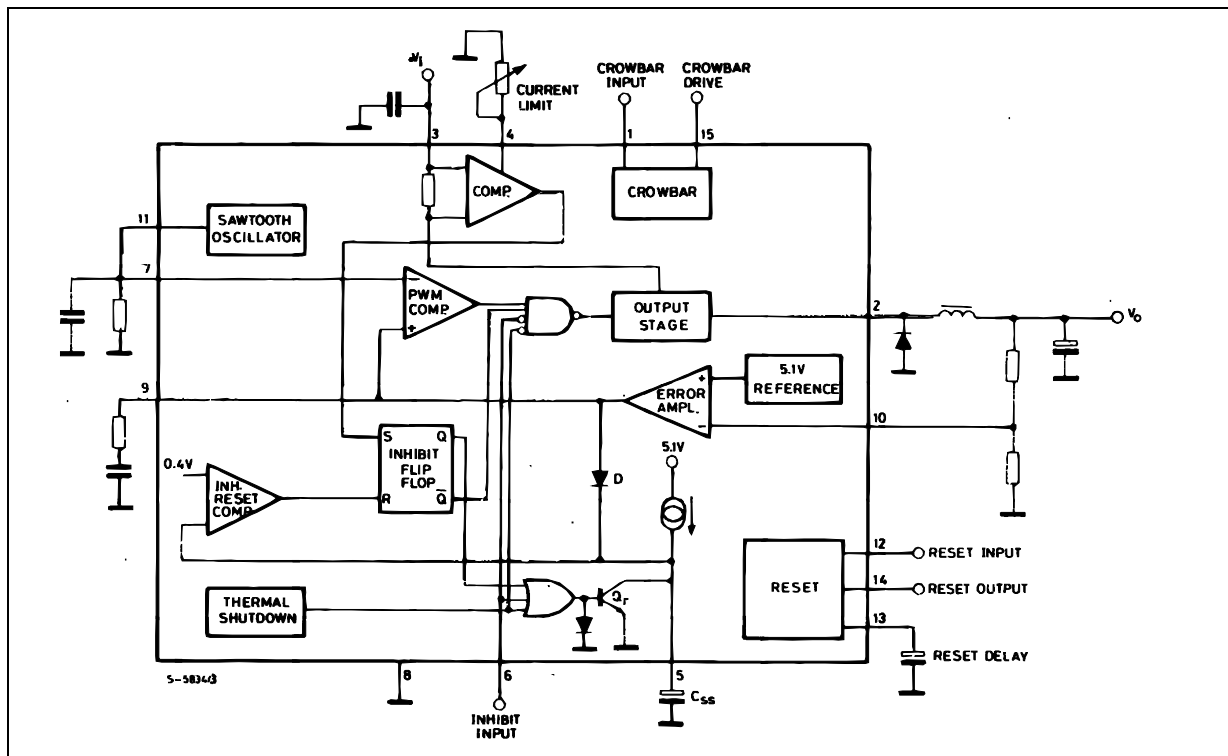 +Vi
CURRENT
LIMIT
CROWBAR
INPUT
CROWBAR
DRIVE
3
4
1
15
COMP.
CROWBAR
11
SAWTOOTH
OSCILLATOR
7
-
PWM
COMP.
+
OUTPUT
STAGE
2
Vo
9
ERROR
AMPL.
+
-
5.1V
REFERENCE
10
S Q
INHIBIT
FLIP
FLOP
R Q̅
0.4V
INH.
RESET
COMP.
D
5.1V
THERMAL
SHUTDOWN
Qr
RESET
12
RESET INPUT
14
RESET OUTPUT
13
RESET DELAY
8
6
5
Css
INHIBIT
INPUT